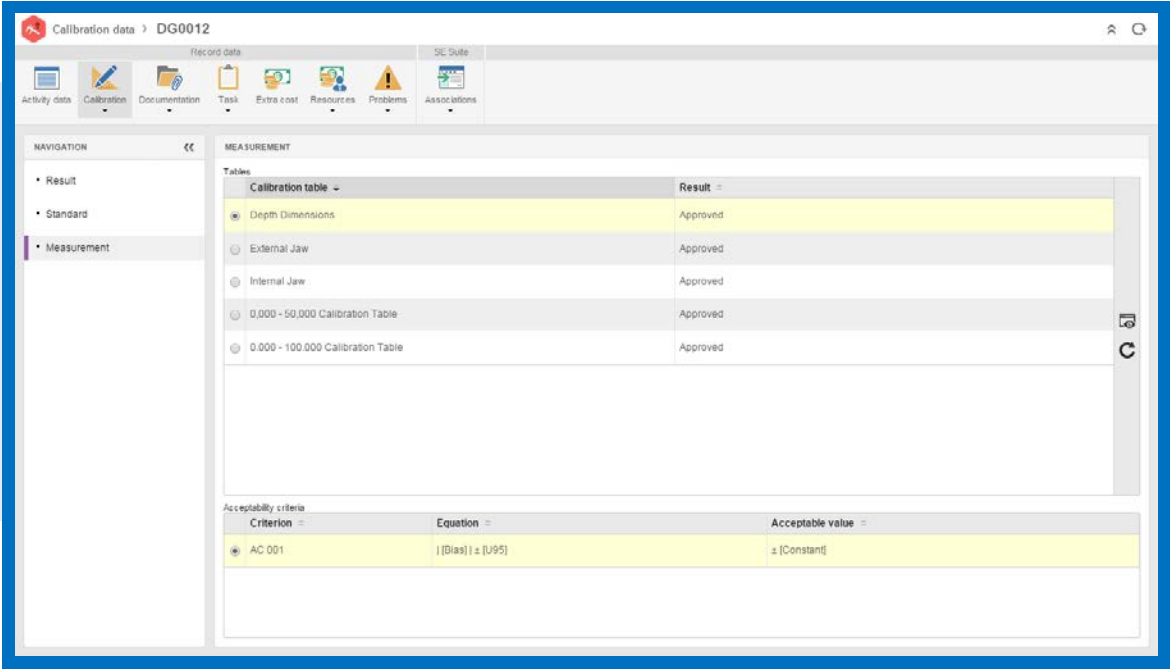 Calibration data > DG0012
Record data SE Suite
Activity data Calibration Documentation Task Extra cost Resources Problems Associations
NAVIGATION <<
• Result
• Standard
• Measurement
MEASUREMENT
Tables
Calibration table Result
Depth Dimensions Approved
External Jaw Approved
Internal Jaw Approved
0,000 - 50,000 Calibration Table Approved
0.000 - 100.000 Calibration Table Approved
Acceptability criteria
Criterion Equation Acceptable value
AC 001 | [Bias] | ± [U95] ± [Constant]